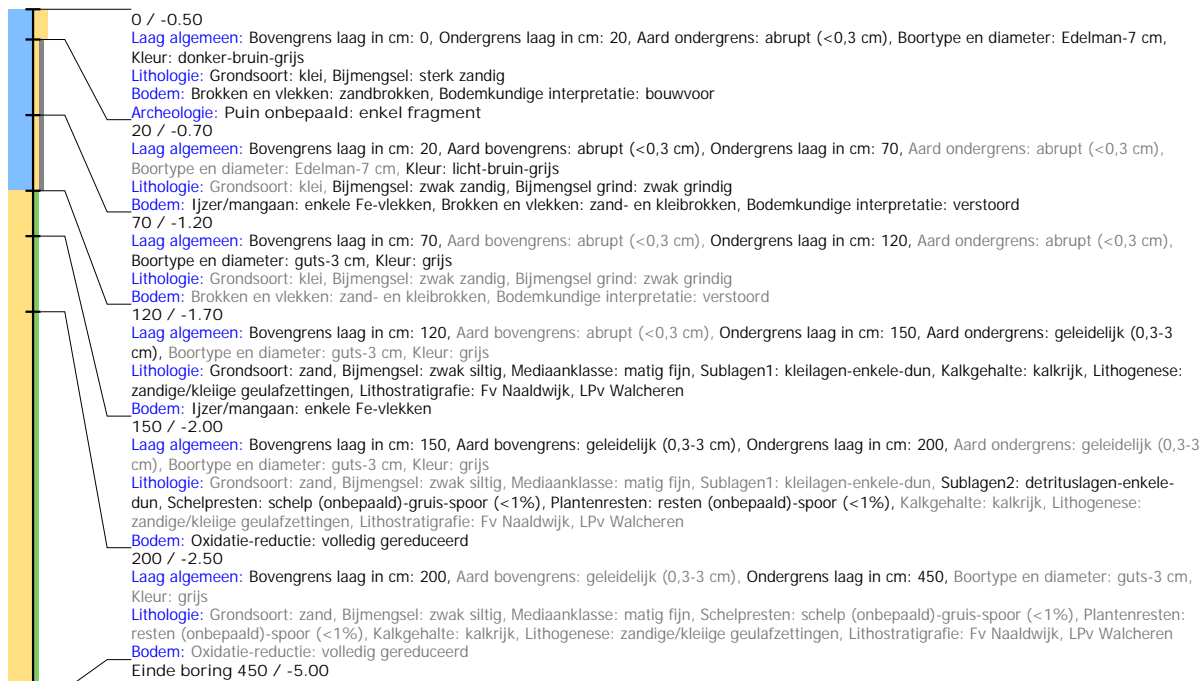 0 / -0.50
Laag algemeen: Bovengrens laag in cm: 0, Ondergrens laag in cm: 20, Aard ondergrens: abrupt (<0,3 cm), Boortype en diameter: Edelman-7 cm,
Kleur: donker-bruin-grijs
Lithologie: Grondsoort: klei, Bijmengsel: sterk zandig
Bodem: Brokken en vlekken: zandbrokken, Bodemkundige interpretatie: bouwvoor
Archeologie: Puin onbepaald: enkel fragment
20 / -0.70
Laag algemeen: Bovengrens laag in cm: 20, Aard bovengrens: abrupt (<0,3 cm), Ondergrens laag in cm: 70, Aard ondergrens: abrupt (<0,3 cm),
Boortype en diameter: Edelman-7 cm, Kleur: licht-bruin-grijs
Lithologie: Grondsoort: klei, Bijmengsel: zwak zandig, Bijmengsel grind: zwak grindig
Bodem: Ijzer/mangaan: enkele Fe-vlekken, Brokken en vlekken: zand- en kleibrokken, Bodemkundige interpretatie: verstoord
70 / -1.20
Laag algemeen: Bovengrens laag in cm: 70, Aard bovengrens: abrupt (<0,3 cm), Ondergrens laag in cm: 120, Aard ondergrens: abrupt (<0,3 cm),
Boortype en diameter: guts-3 cm, Kleur: grijs
Lithologie: Grondsoort: klei, Bijmengsel: zwak zandig, Bijmengsel grind: zwak grindig
Bodem: Brokken en vlekken: zand- en kleibrokken, Bodemkundige interpretatie: verstoord
120 / -1.70
Laag algemeen: Bovengrens laag in cm: 120, Aard bovengrens: abrupt (<0,3 cm), Ondergrens laag in cm: 150, Aard ondergrens: geleidelijk (0,3-3
cm), Boortype en diameter: guts-3 cm, Kleur: grijs
Lithologie: Grondsoort: zand, Bijmengsel: zwak siltig, Mediaanklasse: matig fijn, Sublagen1: kleilagen-enkele-dun, Kalkgehalte: kalkrijk, Lithogenese:
zandige/kleiige geulafzettingen, Lithostratigrafie: Fv Naaldwijk, LPv Walcheren
Bodem: Ijzer/mangaan: enkele Fe-vlekken
150 / -2.00
Laag algemeen: Bovengrens laag in cm: 150, Aard bovengrens: geleidelijk (0,3-3 cm), Ondergrens laag in cm: 200, Aard ondergrens: geleidelijk (0,3-3
cm), Boortype en diameter: guts-3 cm, Kleur: grijs
Lithologie: Grondsoort: zand, Bijmengsel: zwak siltig, Mediaanklasse: matig fijn, Sublagen1: kleilagen-enkele-dun, Sublagen2: detrituslagen-enkele-
dun, Schelpresten: schelp (onbepaald)-gruis-spoor (<1%), Plantenresten: resten (onbepaald)-spoor (<1%), Kalkgehalte: kalkrijk, Lithogenese:
zandige/kleiige geulafzettingen, Lithostratigrafie: Fv Naaldwijk, LPv Walcheren
Bodem: Oxidatie-reductie: volledig gereduceerd
200 / -2.50
Laag algemeen: Bovengrens laag in cm: 200, Aard bovengrens: geleidelijk (0,3-3 cm), Ondergrens laag in cm: 450, Boortype en diameter: guts-3 cm,
Kleur: grijs
Lithologie: Grondsoort: zand, Bijmengsel: zwak siltig, Mediaanklasse: matig fijn, Schelpresten: schelp (onbepaald)-gruis-spoor (<1%), Plantenresten:
resten (onbepaald)-spoor (<1%), Kalkgehalte: kalkrijk, Lithogenese: zandige/kleiige geulafzettingen, Lithostratigrafie: Fv Naaldwijk, LPv Walcheren
Bodem: Oxidatie-reductie: volledig gereduceerd
Einde boring 450 / -5.00